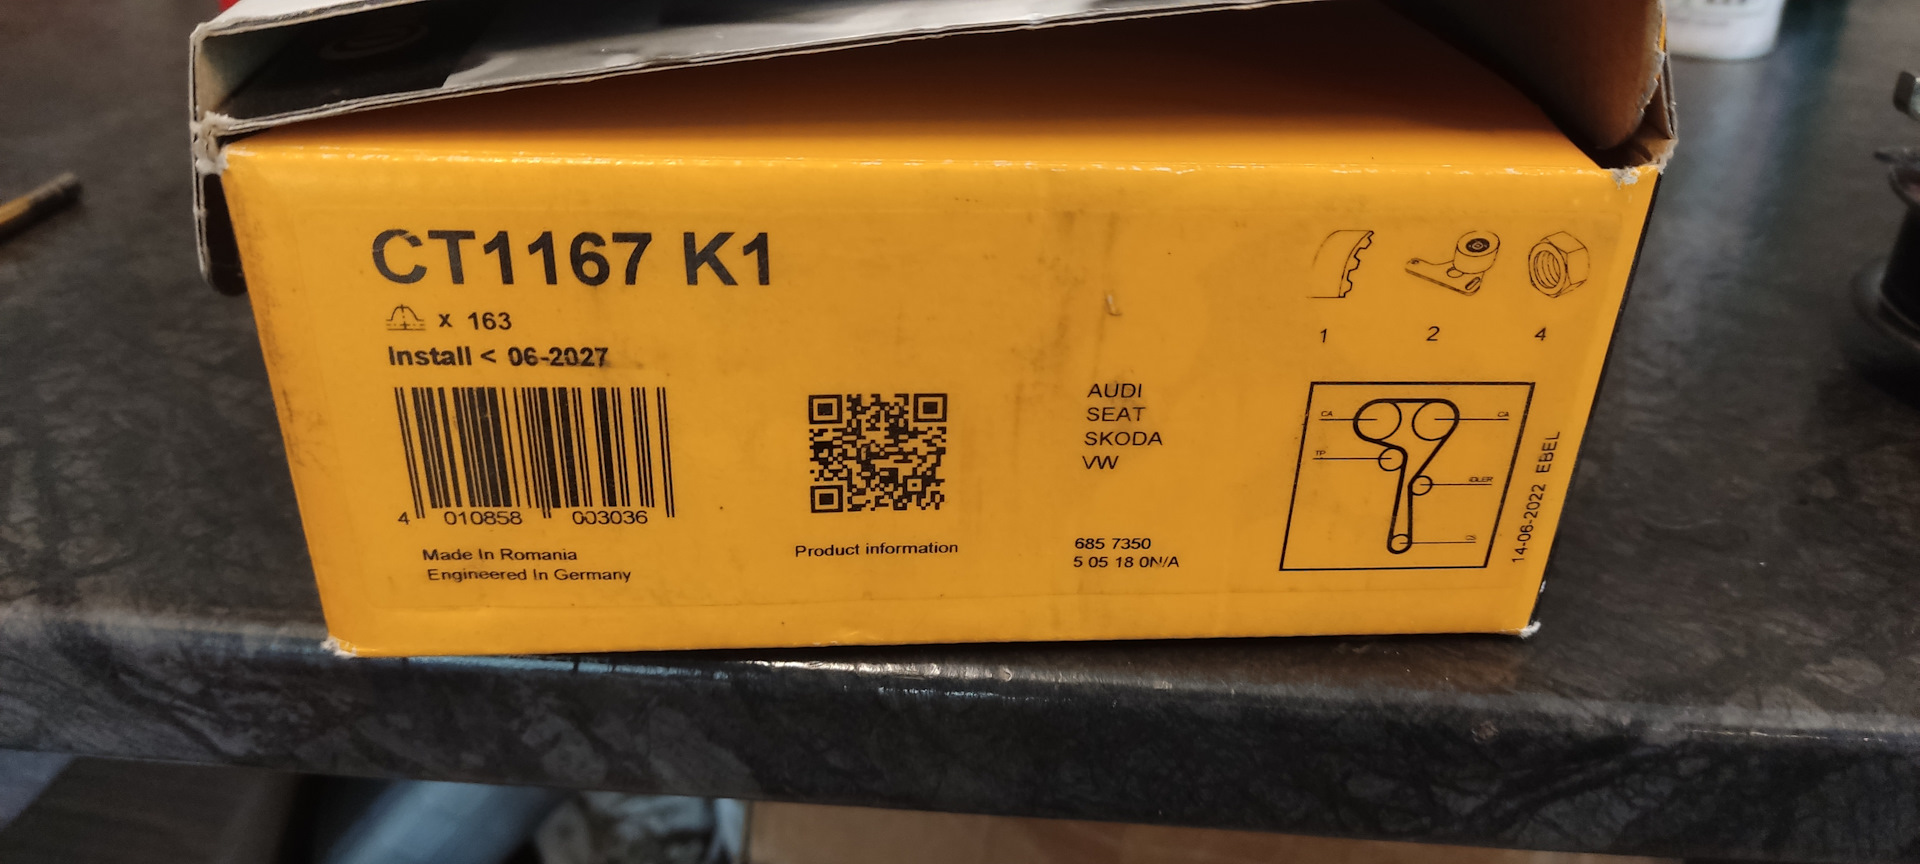 CT1167 K1
x 163
Install < 06-2027
4 010858 003036
Made In Romania
Engineered In Germany
Product information
AUDI
SEAT
SKODA
VW
685 7350
5 05 18 0N/A
1 2 4
CA CA
TP
IDLER
14-06-2022 EBEL